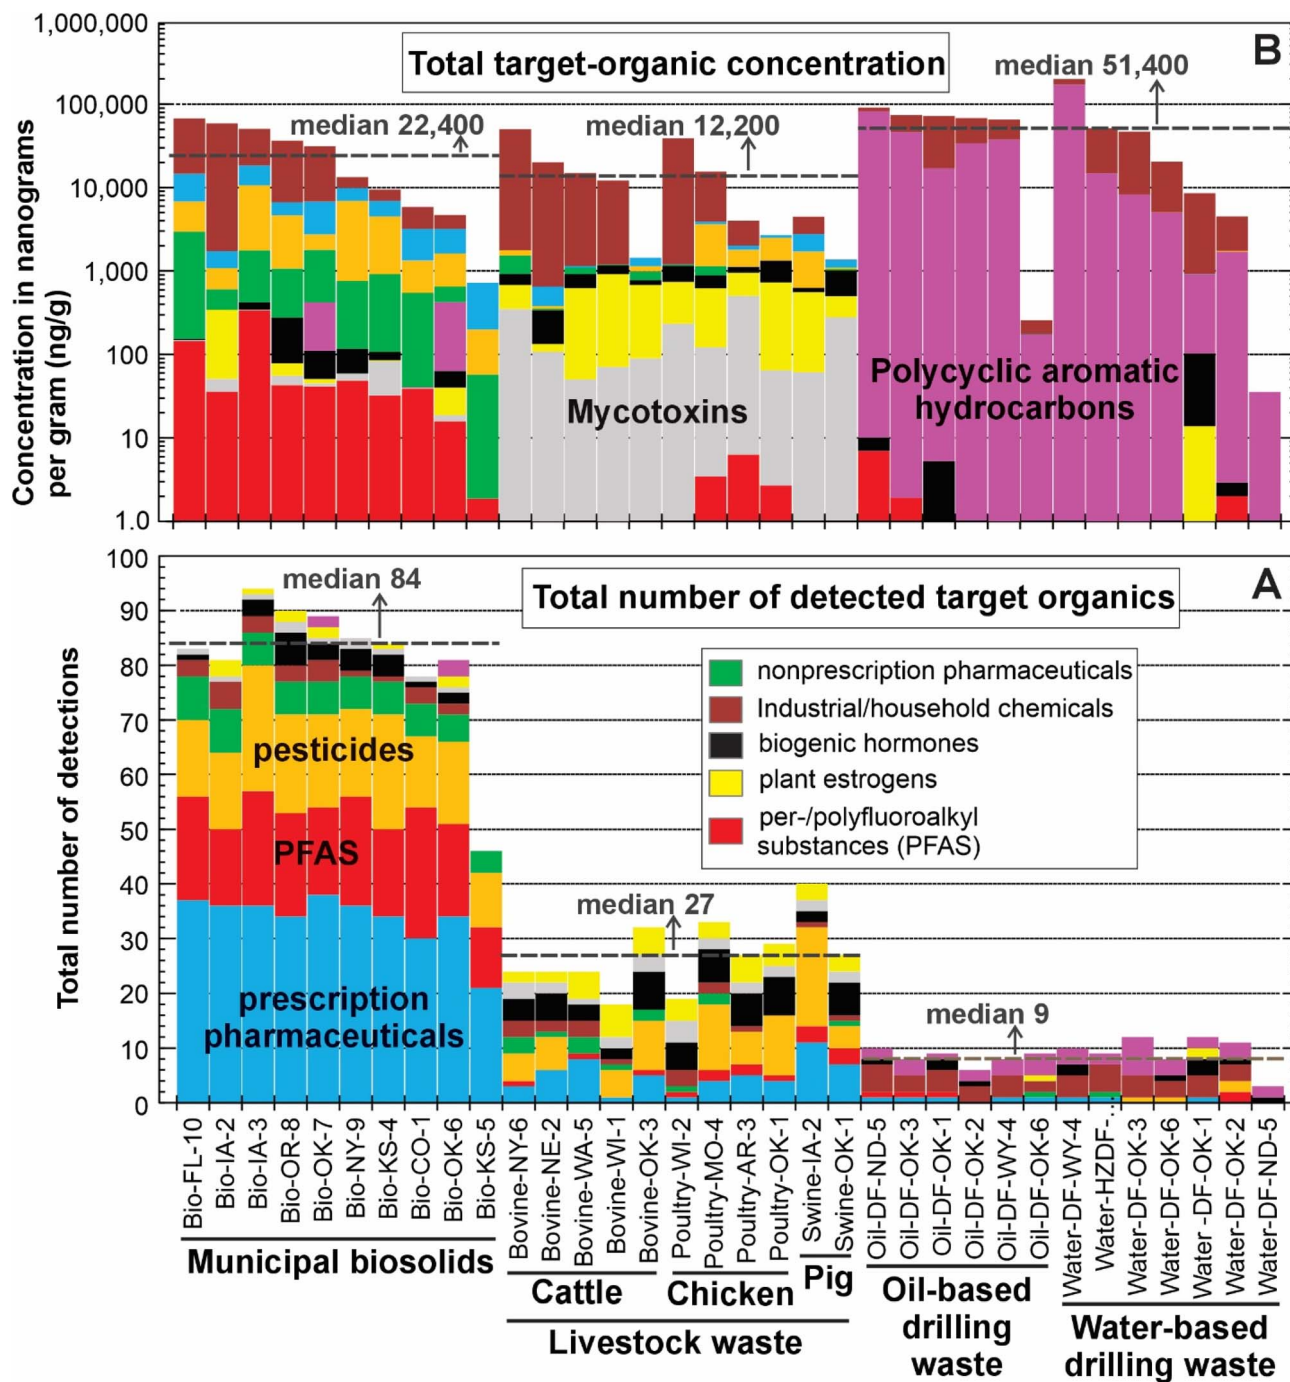 1,000,000
100,000
10,000
1,000
100
10
1.0
Concentration in nanograms
per gram (ng/g)
Total target-organic concentration
B
median 22,400
median 12,200
median 51,400
Mycotoxins
Polycyclic aromatic
hydrocarbons
100
90
80
70
60
50
40
30
20
10
0
Total number of detections
median 84
Total number of detected target organics
A
nonprescription pharmaceuticals
Industrial/household chemicals
biogenic hormones
plant estrogens
per-/polyfluoroalkyl
substances (PFAS)
pesticides
PFAS
prescription
pharmaceuticals
median 27
median 9
Bio-FL-10
Bio-IA-2
Bio-IA-3
Bio-OR-8
Bio-OK-7
Bio-NY-9
Bio-KS-4
Bio-CO-1
Bio-OK-6
Bio-KS-5
Bovine-NY-6
Bovine-NE-2
Bovine-WA-5
Bovine-WI-1
Bovine-OK-3
Poultry-WI-2
Poultry-MO-4
Poultry-AR-3
Poultry-OK-1
Swine-IA-2
Swine-OK-1
Oil-DF-ND-5
Oil-DF-OK-3
Oil-DF-OK-1
Oil-DF-OK-2
Oil-DF-WY-4
Oil-DF-OK-6
Water-DF-WY-4
Water-HZDF...
Water-DF-OK-3
Water-DF-OK-6
Water -DF-OK-1
Water-DF-OK-2
Water-DF-ND-5
Municipal biosolids
Cattle
Chicken
Pig
Livestock waste
Oil-based
drilling
waste
Water-based
drilling waste